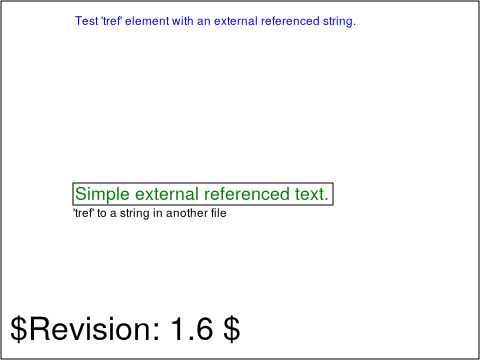 Test 'tref' element with an external referenced string.
Simple external referenced text.
'tref' to a string in another file
$Revision: 1.6 $